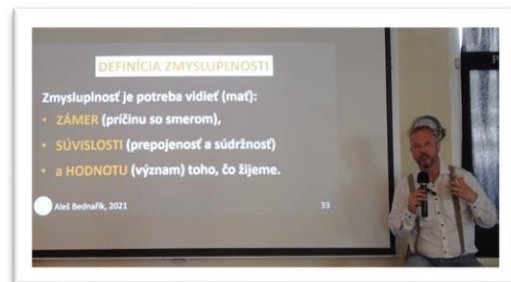 DEFINÍCIA ZMYSLUPLNOSTI
Zmysluplnosť je potreba vidieť (mať):
• ZÁMER (príčinu so smerom),
• SÚVISLOSTI (prepojenosť a súdržnosť)
• a HODNOTU (význam) toho, čo žijeme.
Aleš Bednařík, 2021
33